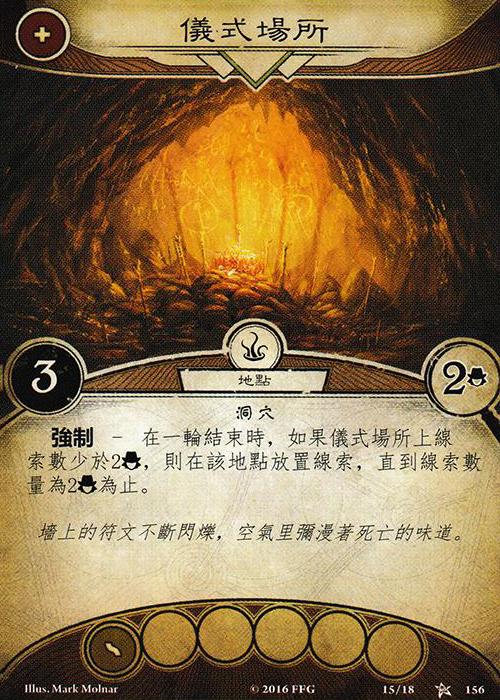 儀式場所
3
地點
2
洞穴
強制 – 在一輪結束時，如果儀式場所上線
索數少於2，則在該地點放置線索，直到線索數
量為2為止。
墻上的符文不斷閃爍，空氣里彌漫著死亡的味道。
Illus. Mark Molnar
© 2016 FFG
15/18
156